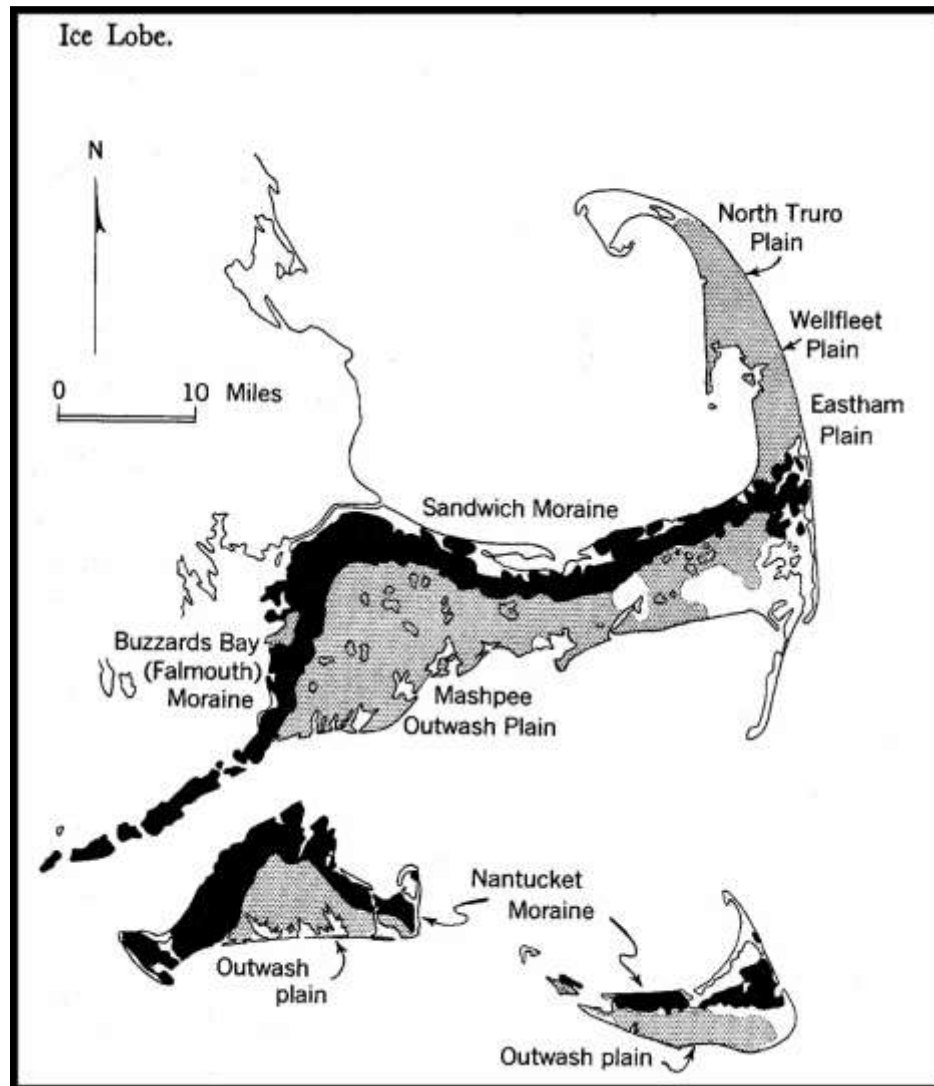 Ice Lobe.
N
North Truro
Plain
Wellfleet
Plain
0 10 Miles
Eastham
Plain
Sandwich Moraine
Buzzards Bay
(Falmouth)
Moraine
Mashpee
Outwash Plain
Nantucket
Moraine
Outwash
plain
Outwash plain